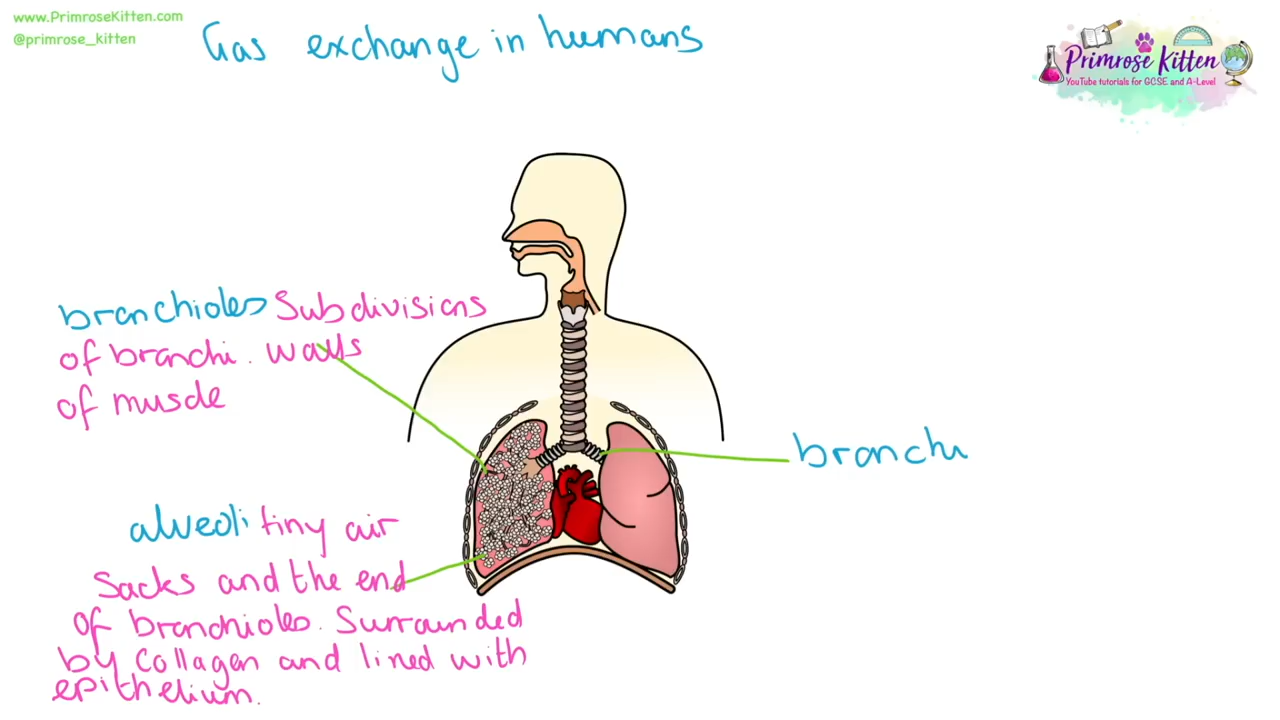 www.PrimroseKitten.com
@primrose_kitten
Gas exchange in humans
Primrose Kitten
YouTube tutorials for GCSE and A-Level
bronchioles Subdivisions
of bronchi. walls
of muscle
bronchi
alveoli tiny air
Sacks and the end
of bronchioles. Surrounded
by collagen and lined with
epithelium.